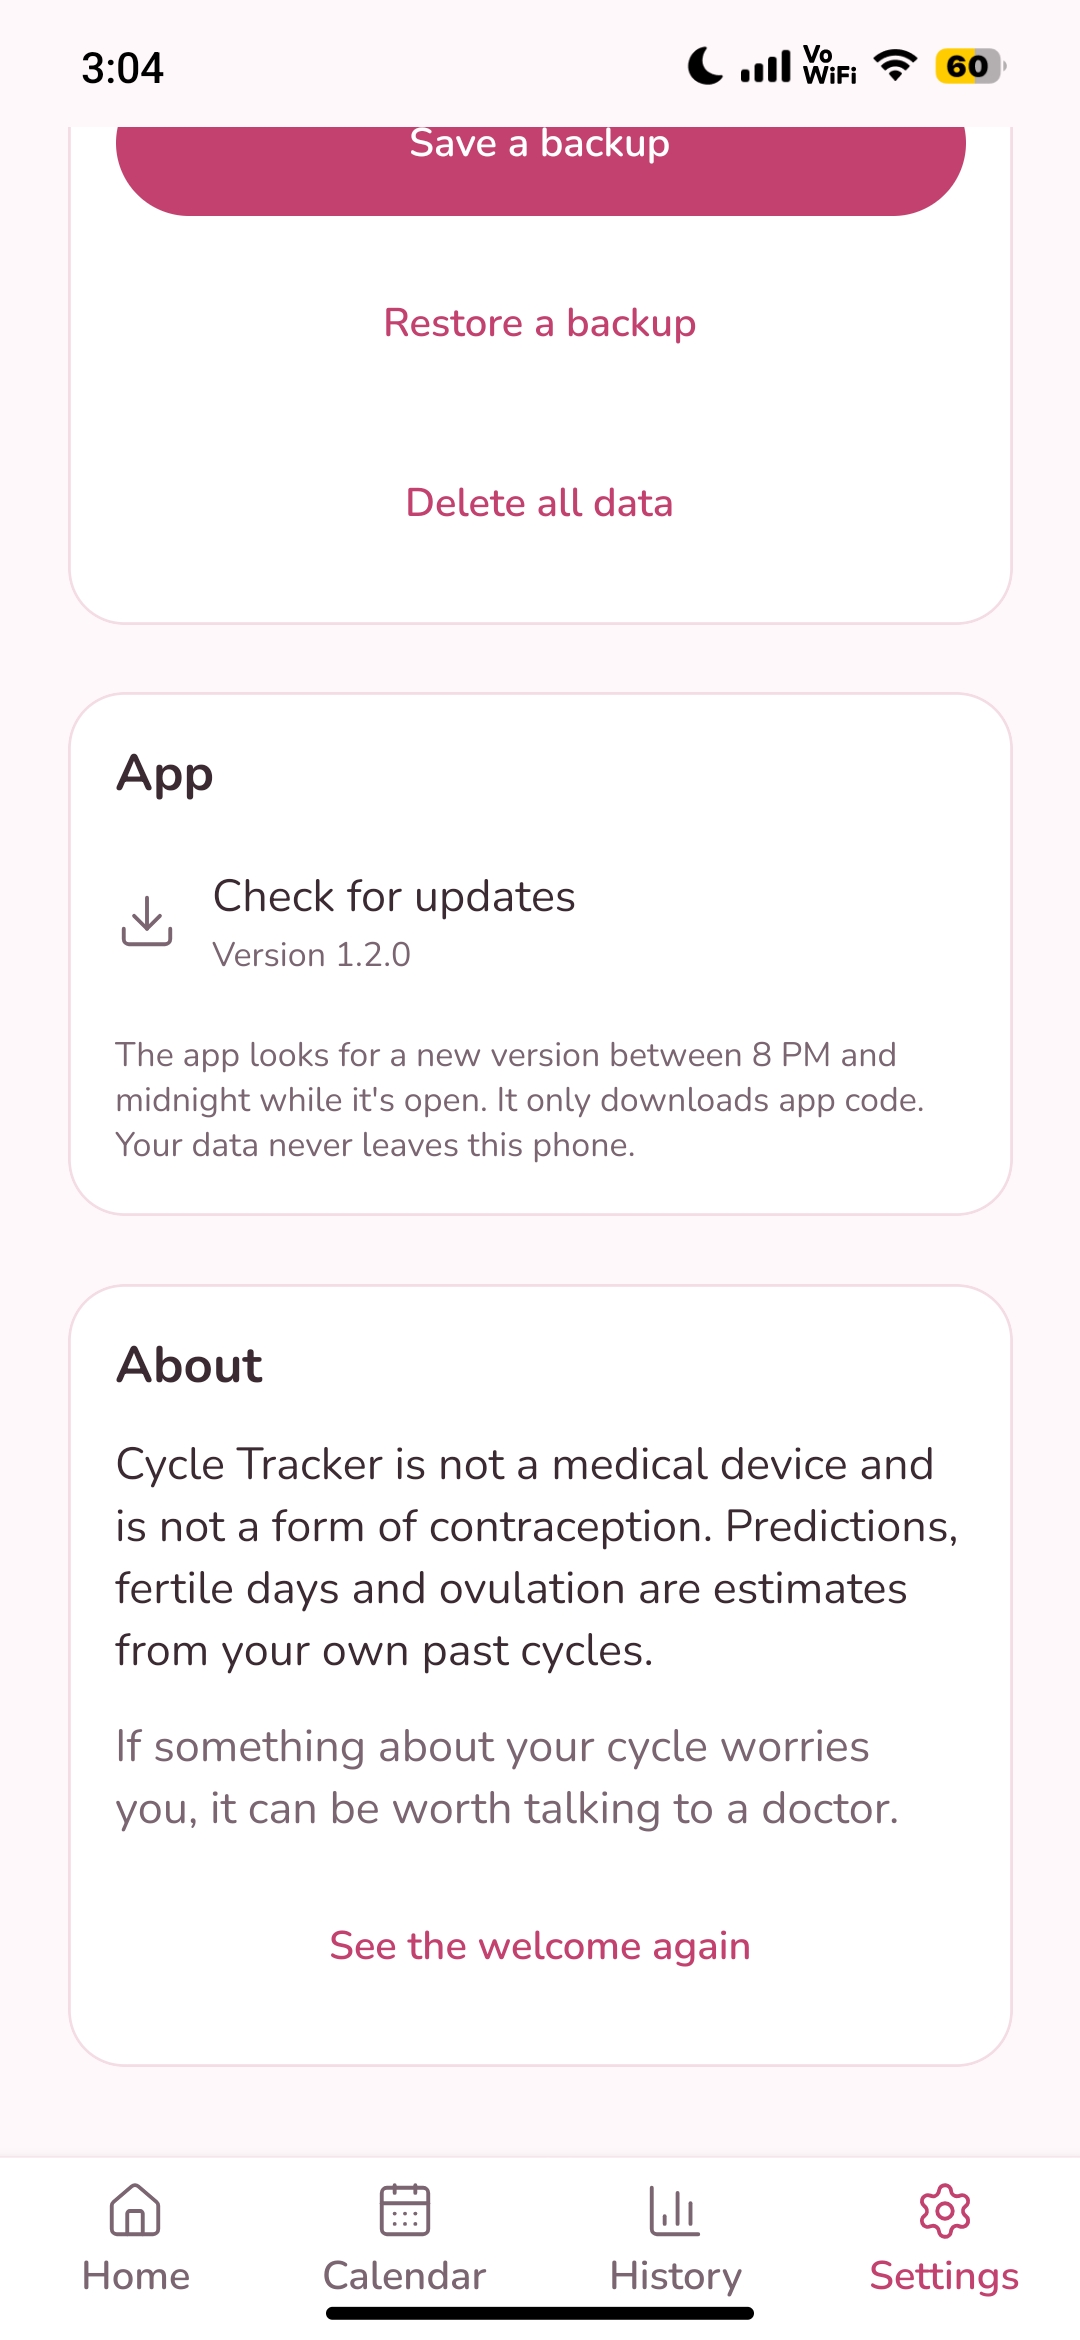 3:04
Vo
WiFi
60
Save a backup
Restore a backup
Delete all data
App
Check for updates
Version 1.2.0
The app looks for a new version between 8 PM and
midnight while it's open. It only downloads app code.
Your data never leaves this phone.
About
Cycle Tracker is not a medical device and
is not a form of contraception. Predictions,
fertile days and ovulation are estimates
from your own past cycles.
If something about your cycle worries
you, it can be worth talking to a doctor.
See the welcome again
Home
Calendar
History
Settings